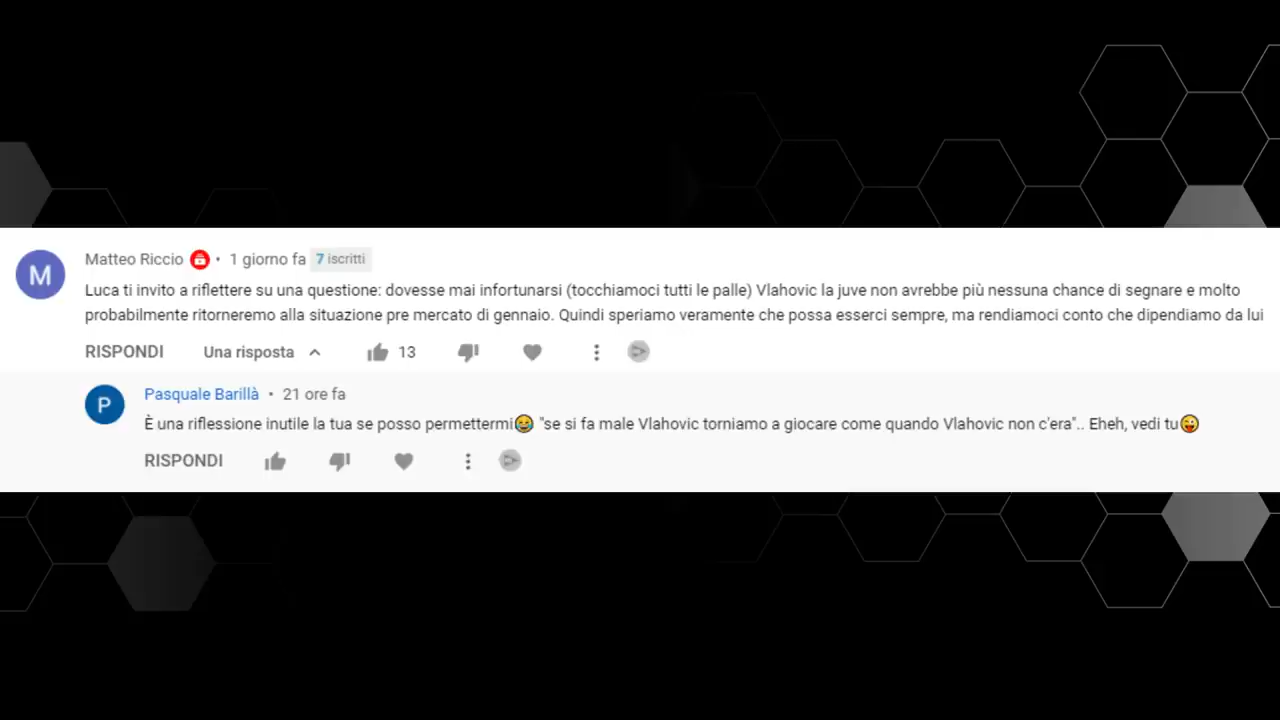 M
Matteo Riccio • 1 giorno fa 7 iscritti
Luca ti invito a riflettere su una questione: dovesse mai infortunarsi (tocchiamoci tutti le palle) Vlahovic la juve non avrebbe più nessuna chance di segnare e molto
probabilmente ritorneremo alla situazione pre mercato di gennaio. Quindi speriamo veramente che possa esserci sempre, ma rendiamoci conto che dipendiamo da lui
RISPONDI Una risposta 13
P
Pasquale Barillà • 21 ore fa
È una riflessione inutile la tua se posso permettermi😂 "se si fa male Vlahovic torniamo a giocare come quando Vlahovic non c'era".. Eheh, vedi tu😜
RISPONDI